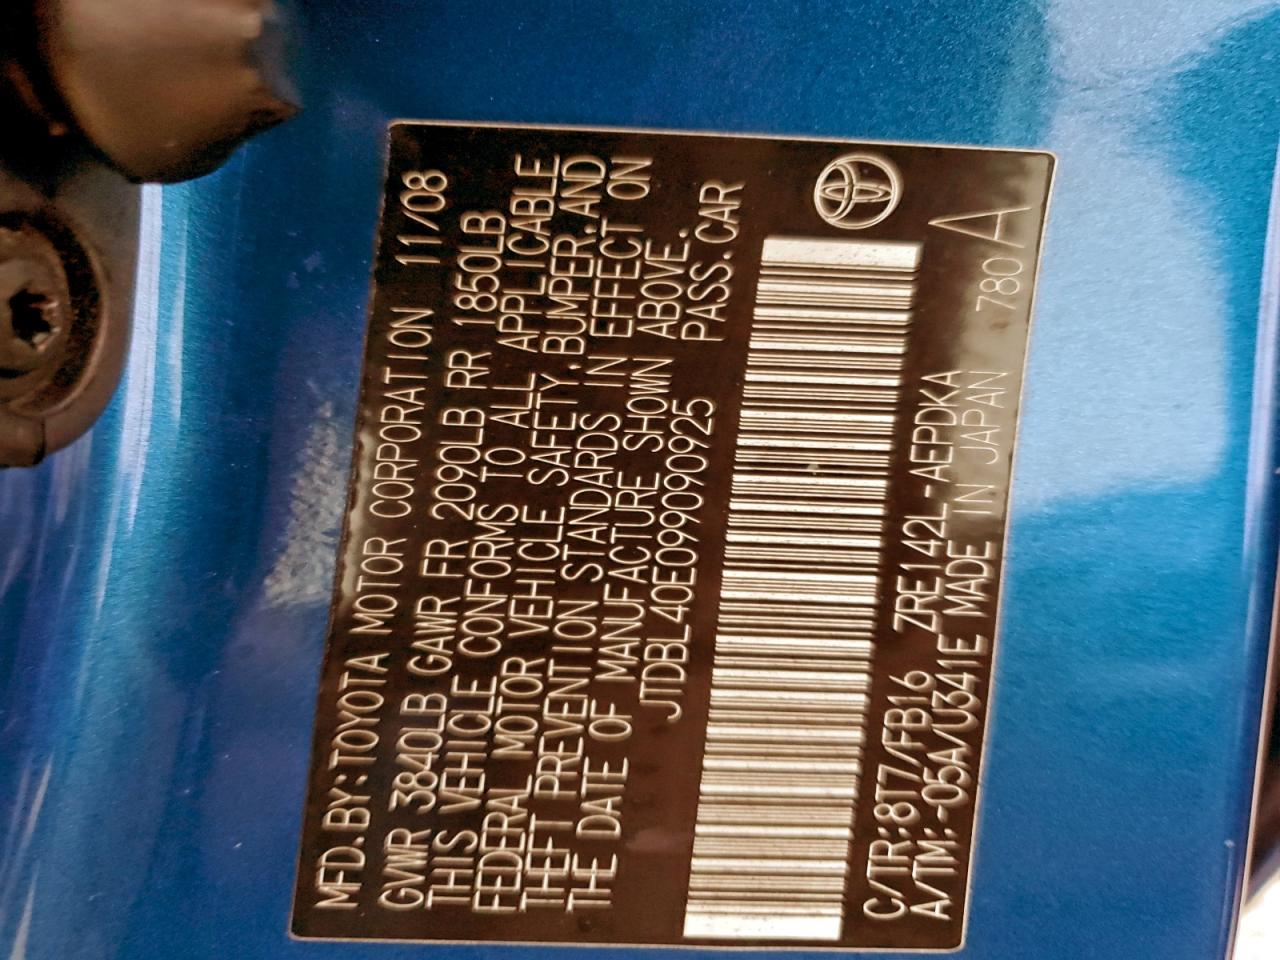 MFD.BY:TOYOTA MOTOR CORPORATION 11/08
GVWR 3840LB GAWR FR 2090LB RR 1850LB
THIS VEHICLE CONFORMS TO ALL APPLICABLE
FEDERAL MOTOR VEHICLE SAFETY,BUMPER,AND
THEFT PREVENTION STANDARDS IN EFFECT ON
THE DATE OF MANUFACTURE SHOWN ABOVE.
JTDBL40E099090925 PASS.CAR
C/TR:8T7/FB16 ZRE142L-AEPDKA
A/TM:-05A/U341E MADE IN JAPAN 780 A